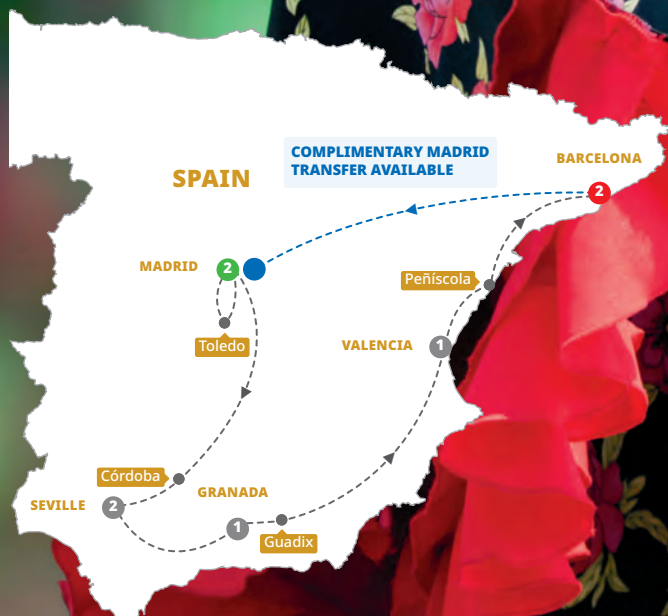 COMPLIMENTARY MADRID
TRANSFER AVAILABLE
BARCELONA
2
SPAIN
MADRID
2
Peñíscola
Toledo
VALENCIA
1
Córdoba
GRANADA
SEVILLE
2
1
Guadix